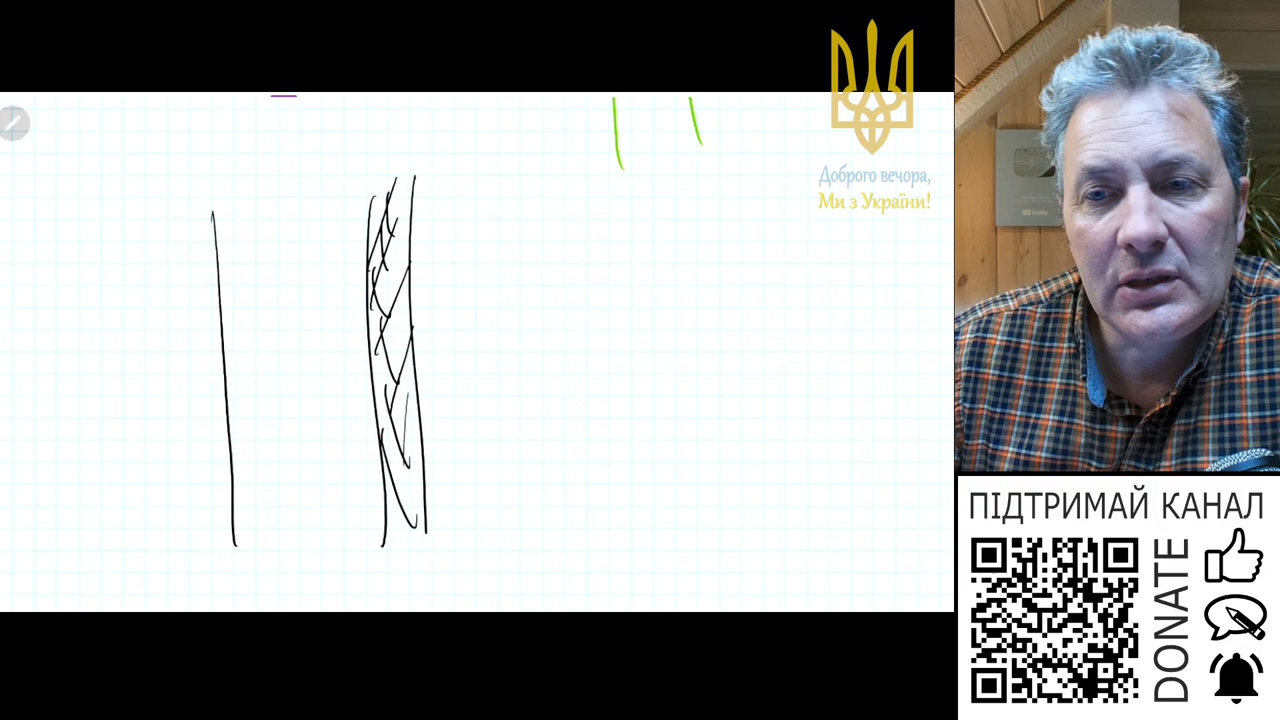 Доброго вечора,
Ми з України!
ПІДТРИМАЙ КАНАЛ
DONATE